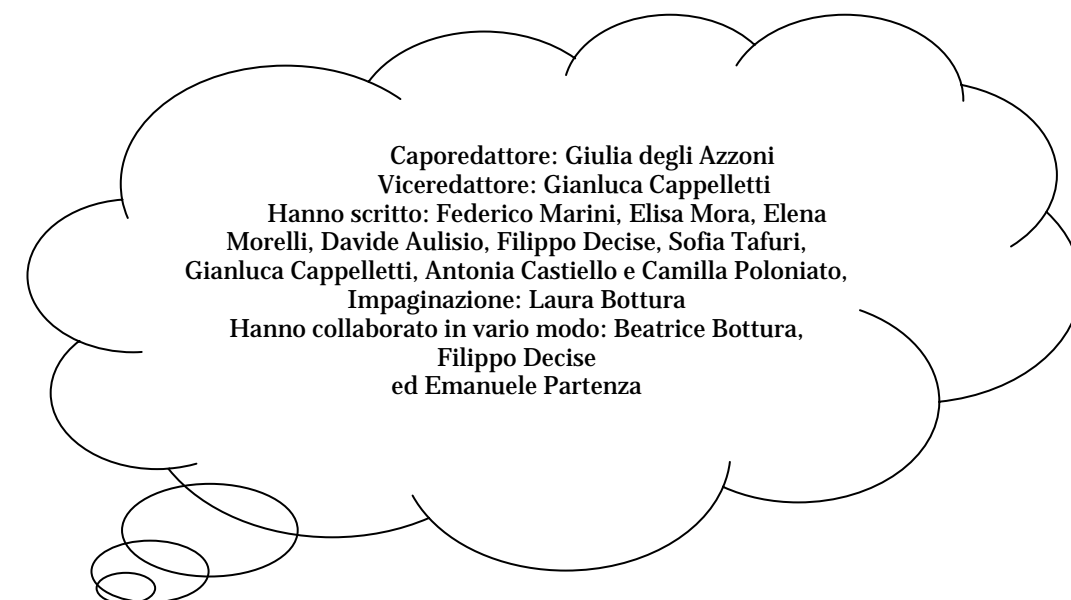 Caporedattore: Giulia degli Azzoni
Viceredattore: Gianluca Cappelletti
Hanno scritto: Federico Marini, Elisa Mora, Elena
Morelli, Davide Aulisio, Filippo Decise, Sofia Tafuri,
Gianluca Cappelletti, Antonia Castiello e Camilla Poloniato,
Impaginazione: Laura Bottura
Hanno collaborato in vario modo: Beatrice Bottura,
Filippo Decise
ed Emanuele Partenza